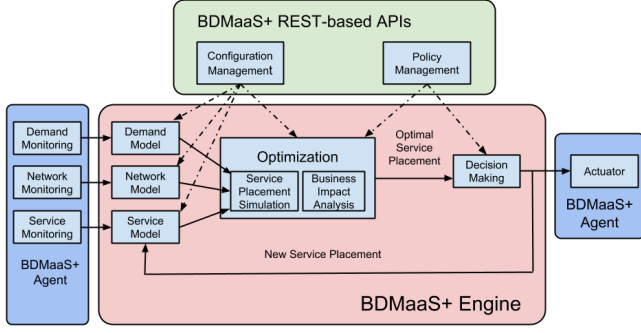 BDMaaS+ REST-based APIs
Configuration
Management
Policy
Management
Demand
Monitoring
Network
Monitoring
Service
Monitoring
BDMaaS+
Agent
Demand
Model
Network
Model
Service
Model
Optimization
Service
Placement
Simulation
Business
Impact
Analysis
Optimal
Service
Placement
Decision
Making
New Service Placement
BDMaaS+ Engine
Actuator
BDMaaS+
Agent